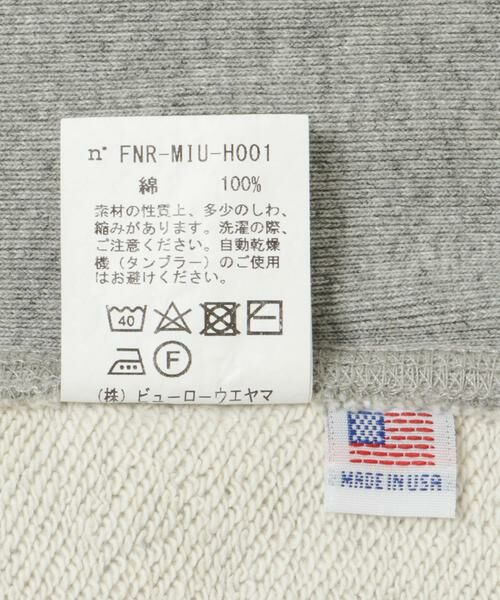 n° FNR-MIU-H001
綿 100%
素材の性質上、多少のしわ、
縮みがあります。洗濯の際、
ご注意ください。自動乾燥
機（タンブラー）のご使用
はお避けください。
40
F
（株）ビューローウエヤマ
MADE IN USA